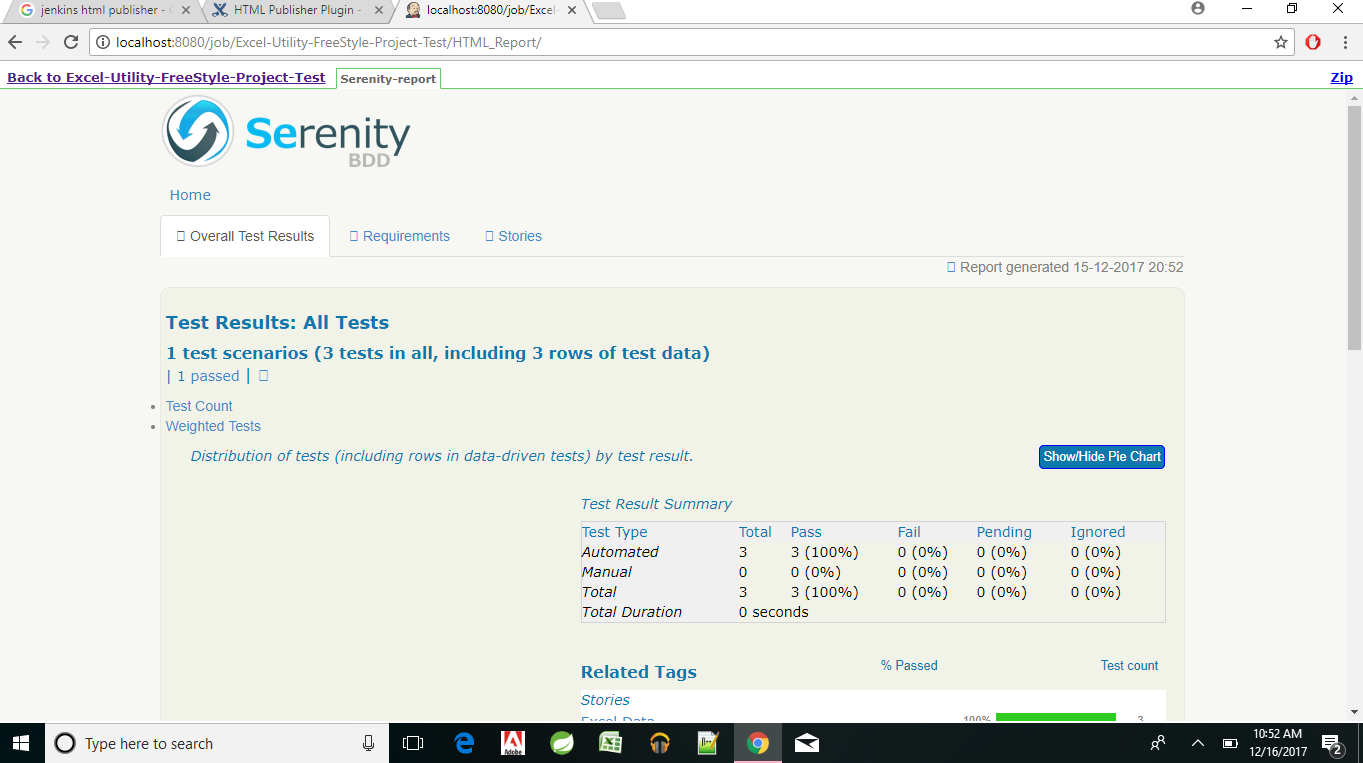 jenkins html publisher -
HTML Publisher Plugin -
localhost:8080/job/Excel-
localhost:8080/job/Excel-Utility-FreeStyle-Project-Test/HTML_Report/
Back to Excel-Utility-FreeStyle-Project-Test
Serenity-report
Zip
Serenity
BDD
Home
Overall Test Results
Requirements
Stories
Report generated 15-12-2017 20:52
Test Results: All Tests
1 test scenarios (3 tests in all, including 3 rows of test data)
| 1 passed |
Test Count
Weighted Tests
Distribution of tests (including rows in data-driven tests) by test result.
Show/Hide Pie Chart
Test Result Summary
Test Type Total Pass Fail Pending Ignored
Automated 3 3 (100%) 0 (0%) 0 (0%) 0 (0%)
Manual 0 0 (0%) 0 (0%) 0 (0%) 0 (0%)
Total 3 3 (100%) 0 (0%) 0 (0%) 0 (0%)
Total Duration 0 seconds
Related Tags % Passed Test count
Stories
Excel Data 100% 3
Type here to search
Adobe
10:52 AM
12/16/2017
2